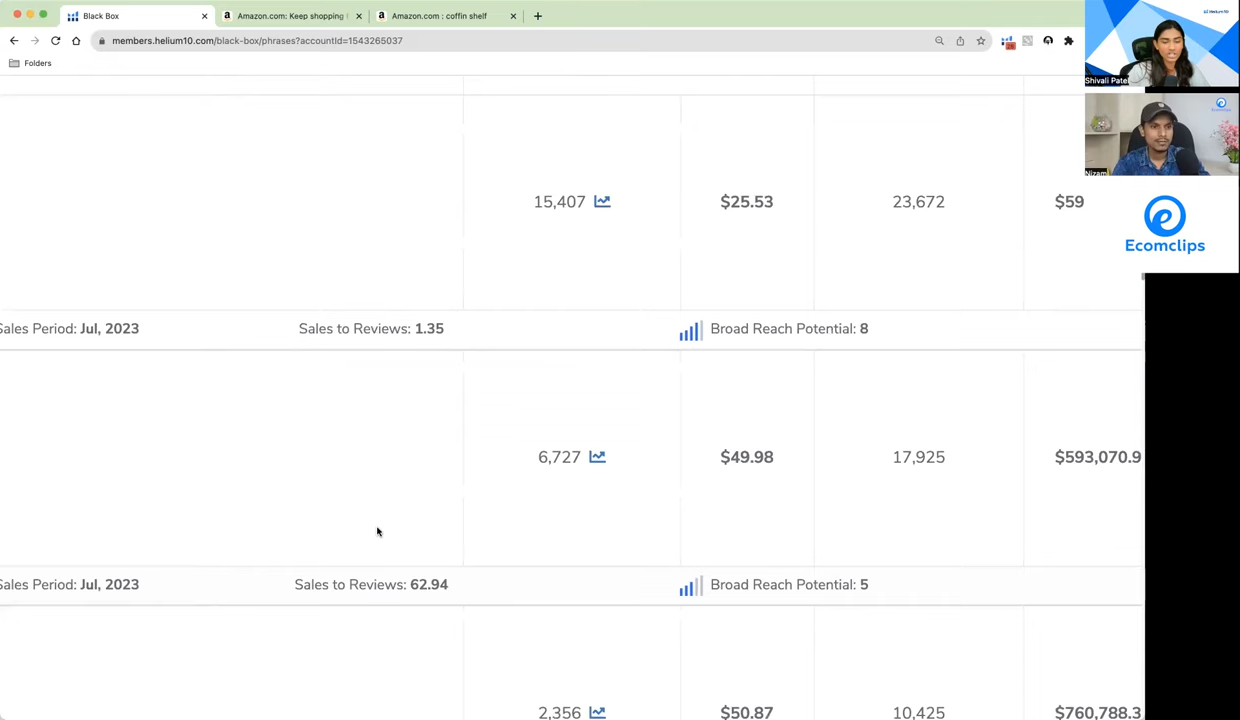 Black Box
Amazon.com: Keep shopping
Amazon.com : coffin shelf
members.helium10.com/black-box/phrases?accountId=1543265037
28
Folders
Helium 10
Shivali Patel
15,407 $25.53 23,672 $59
Ecomclips
Nizam
Sales Period: Jul, 2023 Sales to Reviews: 1.35 Broad Reach Potential: 8
6,727 $49.98 17,925 $593,070.9
Sales Period: Jul, 2023 Sales to Reviews: 62.94 Broad Reach Potential: 5
2,356 $50.87 10,425 $760,788.3